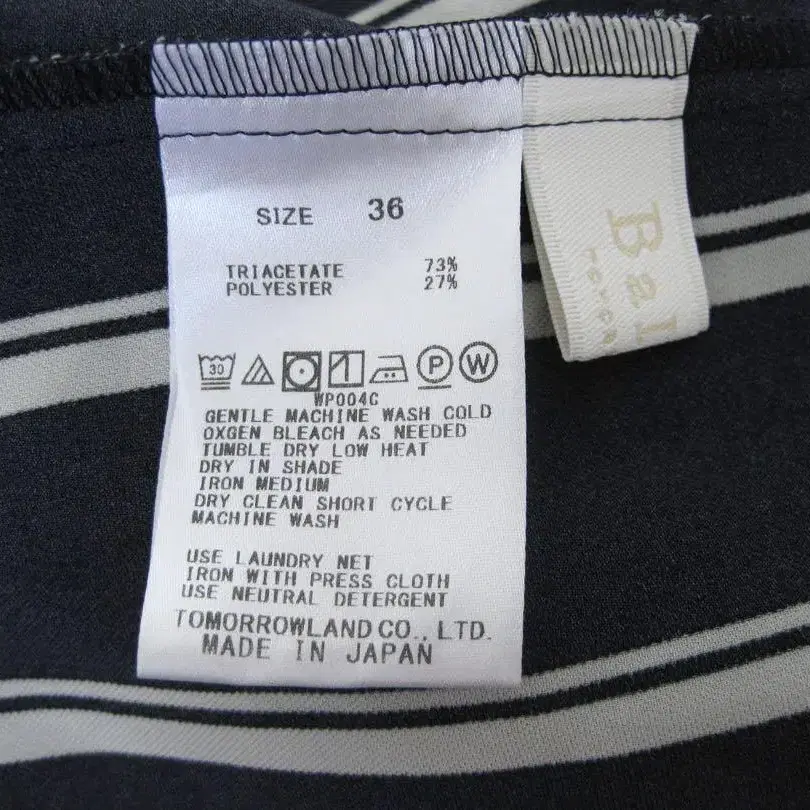 SIZE 36
TRIACETATE 73%
POLYESTER 27%
30 P W
WP004C
GENTLE MACHINE WASH COLD
OXGEN BLEACH AS NEEDED
TUMBLE DRY LOW HEAT
DRY IN SHADE
IRON MEDIUM
DRY CLEAN SHORT CYCLE
MACHINE WASH
USE LAUNDRY NET
IRON WITH PRESS CLOTH
USE NEUTRAL DETERGENT
TOMORROWLAND CO., LTD.
MADE IN JAPAN